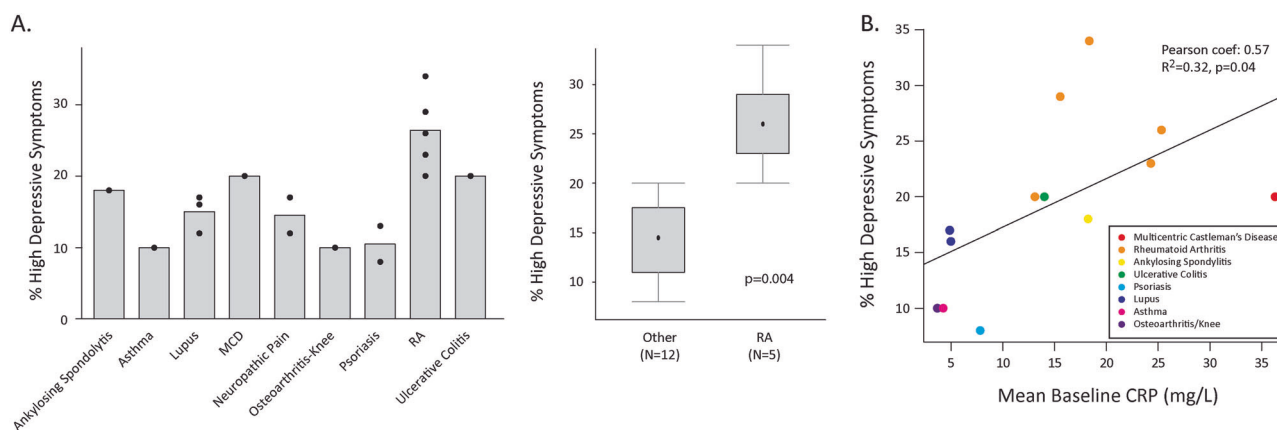 A.
% High Depressive Symptoms
30
20
10
0
Ankylosing Spondolytis
Asthma
Lupus
MCD
Neuropathic Pain
Osteoarthritis-Knee
Psoriasis
RA
Ulcerative Colitis
% High Depressive Symptoms
30
25
20
15
10
p=0.004
Other
(N=12)
RA
(N=5)
B.
% High Depressive Symptoms
35
30
25
20
15
10
Pearson coef: 0.57
R²=0.32, p=0.04
Multicentric Castleman's Disease
Rheumatoid Arthritis
Ankylosing Spondylitis
Ulcerative Colitis
Psoriasis
Lupus
Asthma
Osteoarthritis/Knee
5 10 15 20 25 30 35
Mean Baseline CRP (mg/L)